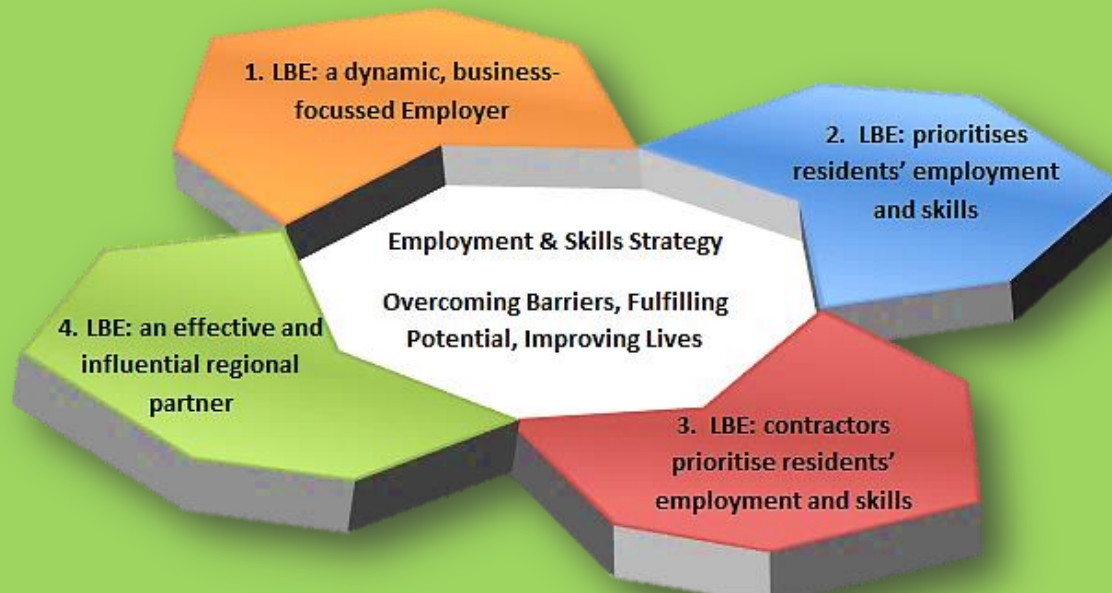 1. LBE: a dynamic, business-
focussed Employer
2. LBE: prioritises
residents’ employment
and skills
Employment & Skills Strategy
Overcoming Barriers, Fulfilling
Potential, Improving Lives
4. LBE: an effective and
influential regional
partner
3. LBE: contractors
prioritise residents’
employment and skills